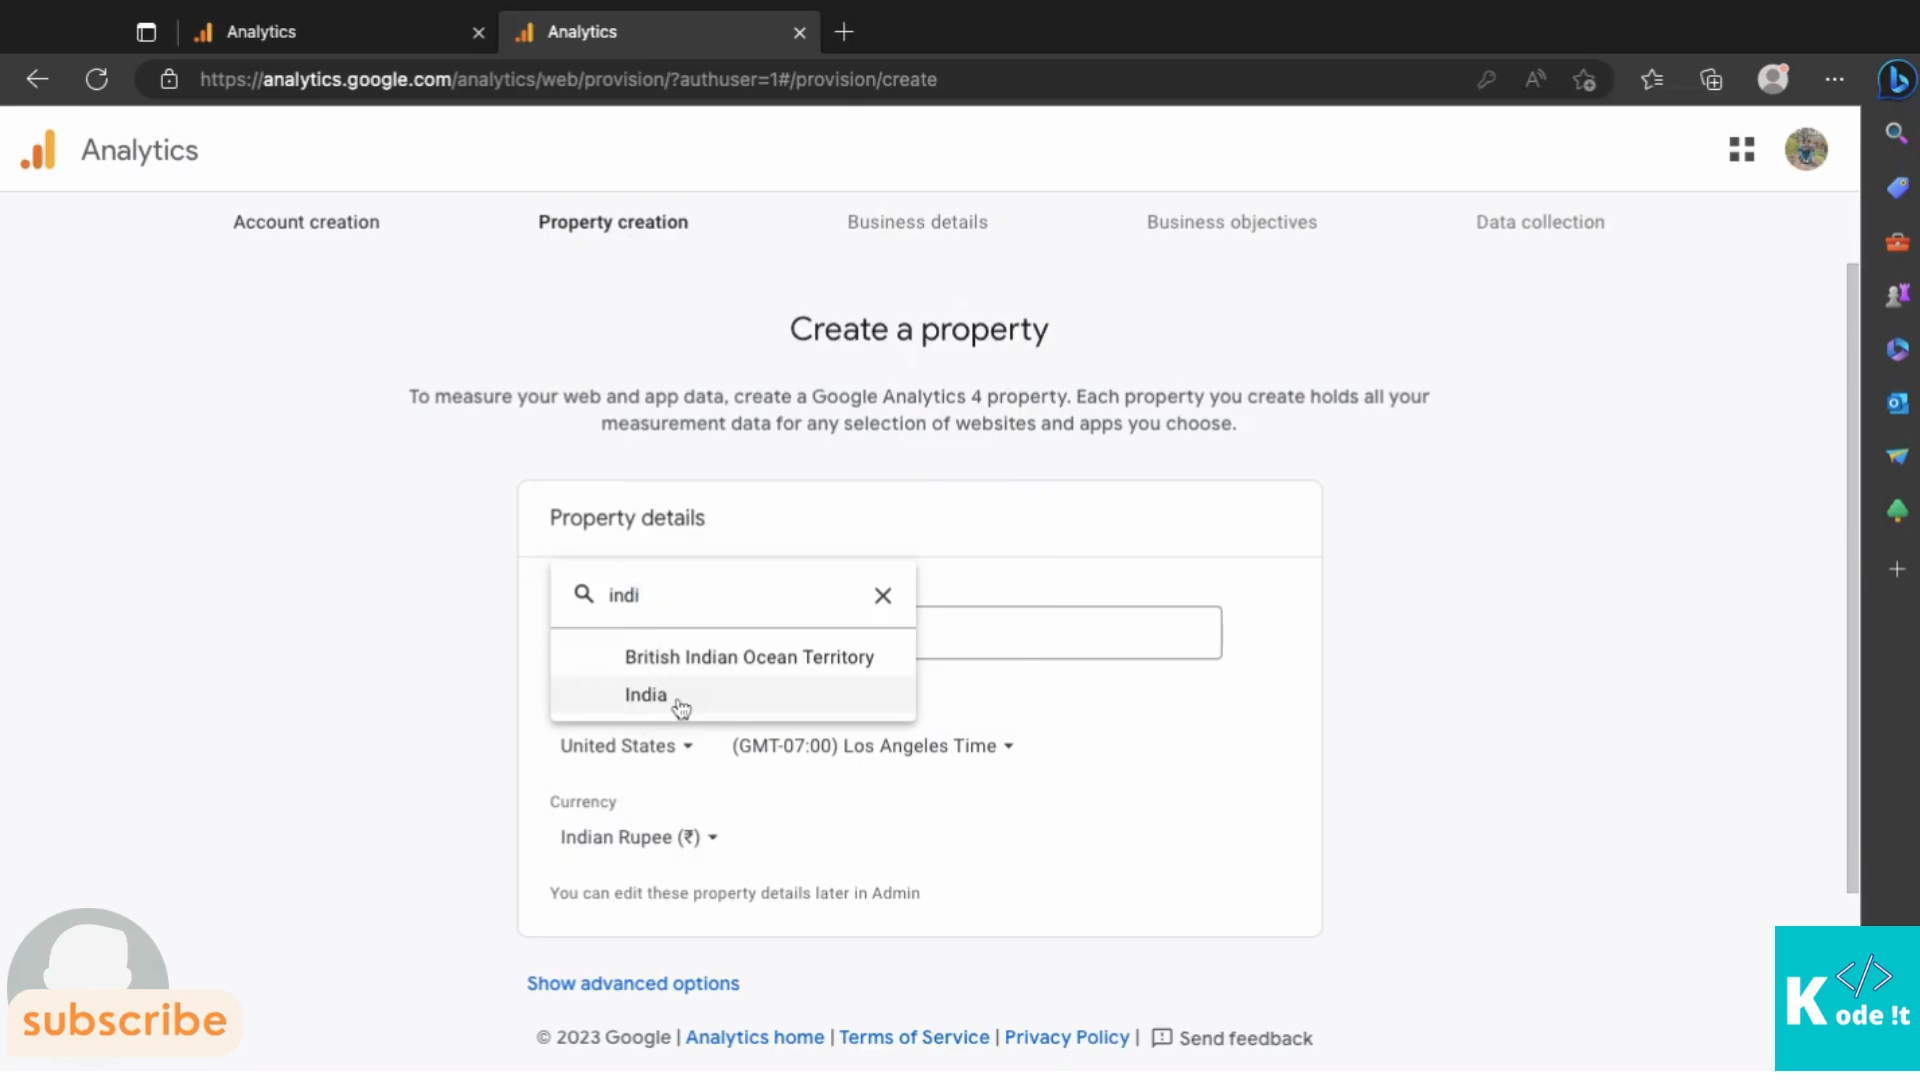 Analytics
Analytics
https://analytics.google.com/analytics/web/provision/?authuser=1#/provision/create
Analytics
Account creation
Property creation
Business details
Business objectives
Data collection
Create a property
To measure your web and app data, create a Google Analytics 4 property. Each property you create holds all your
measurement data for any selection of websites and apps you choose.
Property details
indi
British Indian Ocean Territory
India
United States
(GMT-07:00) Los Angeles Time
Currency
Indian Rupee (₹)
You can edit these property details later in Admin
Show advanced options
© 2023 Google | Analytics home | Terms of Service | Privacy Policy | Send feedback
subscribe
</>
Kode !t